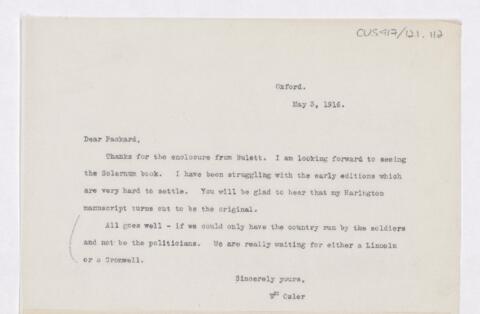 CUS417/121.112
Oxford.
May 3, 1916.
Dear Packard,
Thanks for the enclosure from Hulett. I am looking forward to seeing
the Solernum book. I have been struggling with the early editions which
are very hard to settle. You will be glad to hear that my Harington
manuscript turns out to be the original.
All goes well - if we could only have the country run by the soldiers
and not be the politicians. We are really waiting for either a Lincoln
or a Cromwell.
Sincerely yours,
Wm Osler